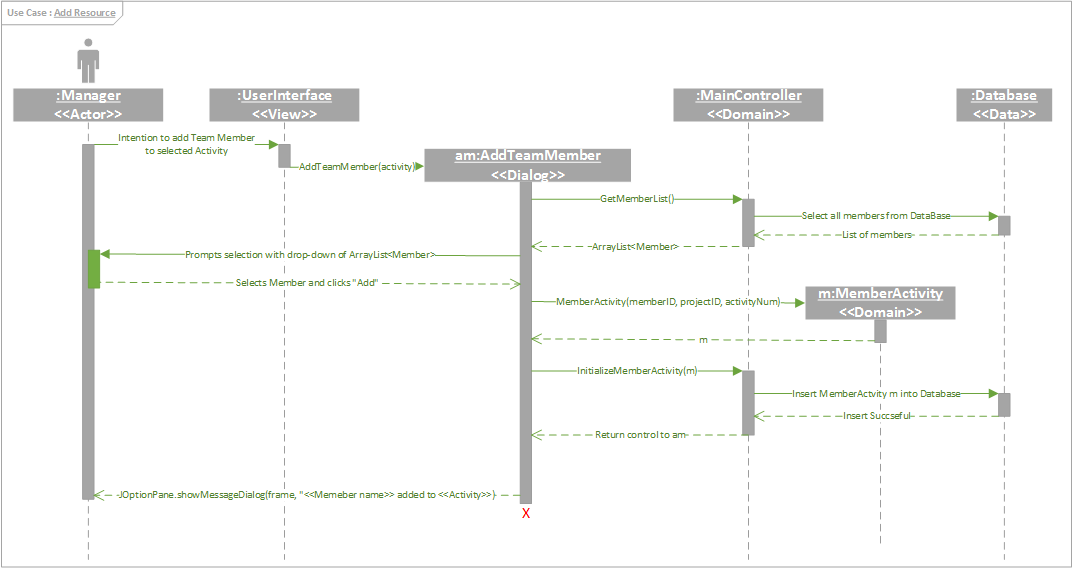 Use Case : Add Resource
:Manager
<<Actor>>
:UserInterface
<<View>>
:MainController
<<Domain>>
:Database
<<Data>>
Intention to add Team Member
to selected Activity
AddTeamMember(activity)
am:AddTeamMember
<<Dialog>>
GetMemberList()
Select all members from DataBase
List of members
ArrayList<Member>
Prompts selection with drop-down of ArrayList<Member>
Selects Member and clicks "Add"
MemberActivity(memberID, projectID, activityNum)
m:MemberActivity
<<Domain>>
m
InitializeMemberActivity(m)
Insert MemberActvity m into Database
Insert Succseful
Return control to am
JOptionPane.showMessageDialog(frame, "<<Memeber name>> added to <<Activity>>)
X